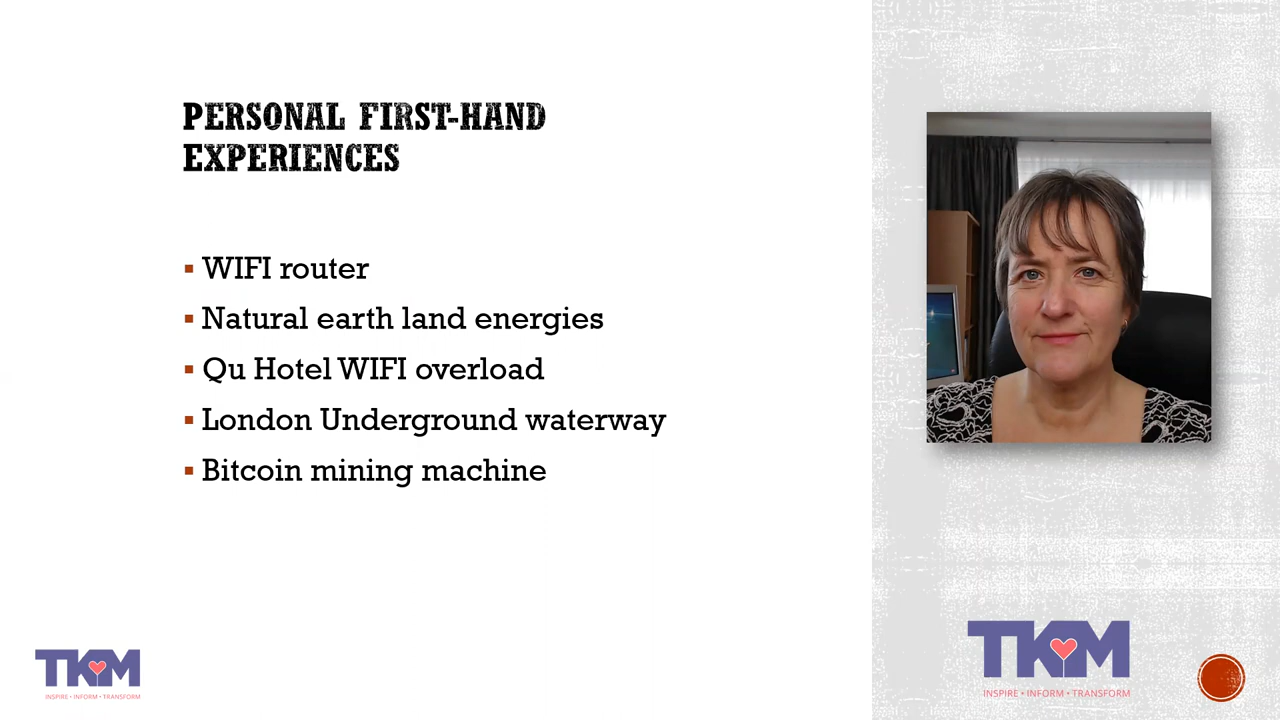 PERSONAL FIRST-HAND
EXPERIENCES
WIFI router
Natural earth land energies
Qu Hotel WIFI overload
London Underground waterway
Bitcoin mining machine
TKM
INSPIRE • INFORM • TRANSFORM
TKM
INSPIRE • INFORM • TRANSFORM